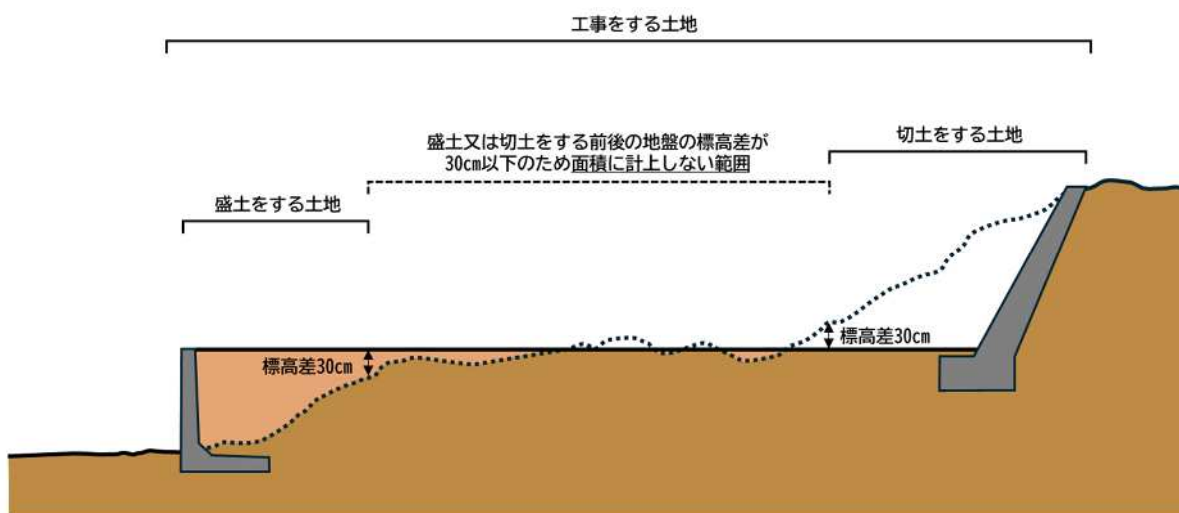 工事をする土地
切土をする土地
盛土又は切土をする前後の地盤の標高差が
30cm以下のため面積に計上しない範囲
盛土をする土地
標高差30cm
標高差30cm